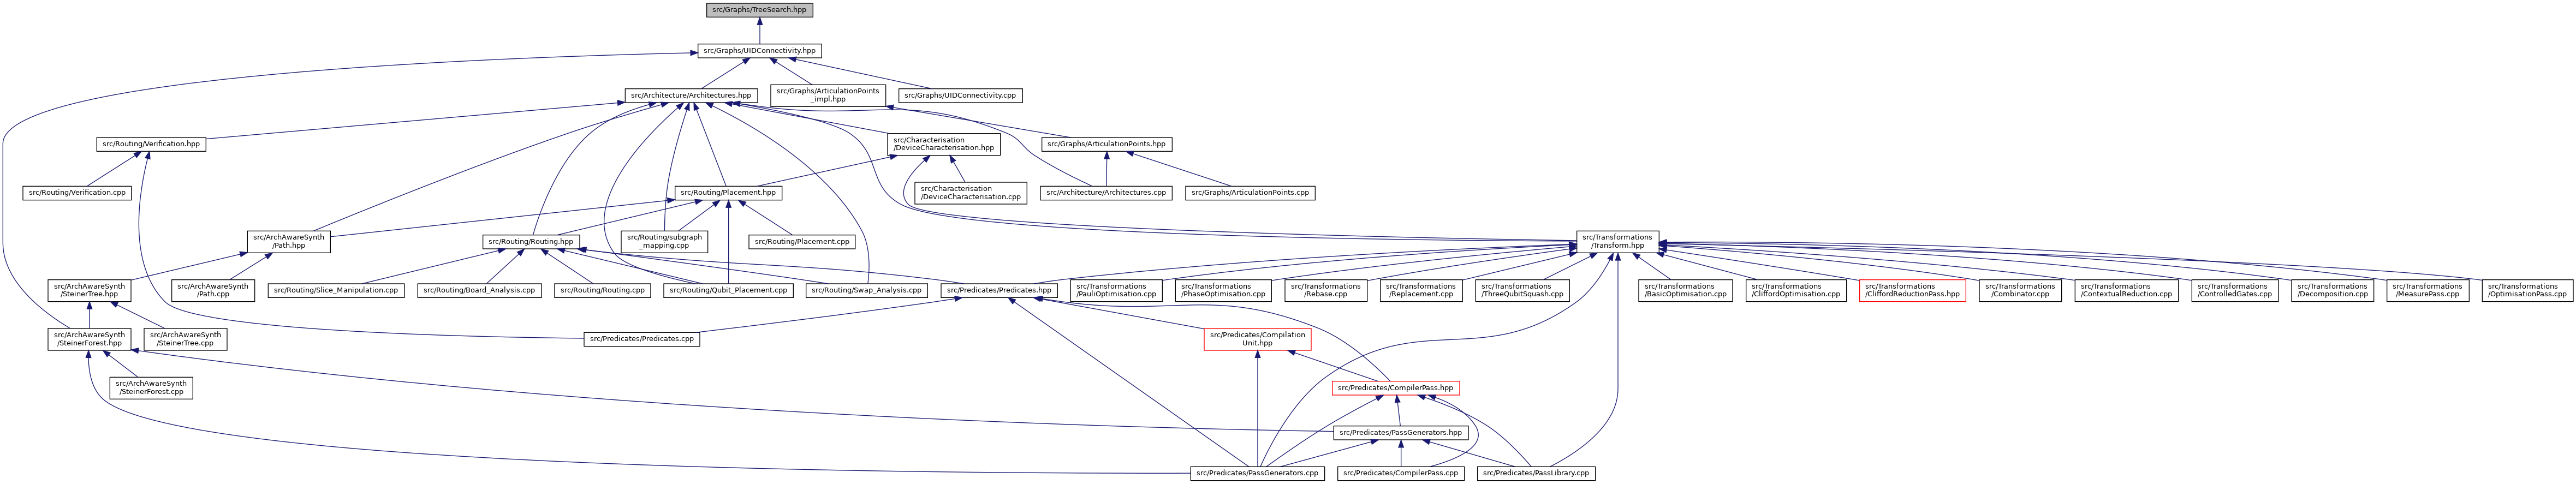 src/Graphs/TreeSearch.hpp
src/Graphs/UIDConnectivity.hpp
src/Architecture/Architectures.hpp
src/Graphs/ArticulationPoints
_impl.hpp
src/Graphs/UIDConnectivity.cpp
src/Routing/Verification.hpp
src/Characterisation
/DeviceCharacterisation.hpp
src/Graphs/ArticulationPoints.hpp
src/Routing/Verification.cpp
src/Routing/Placement.hpp
src/Characterisation
/DeviceCharacterisation.cpp
src/Architecture/Architectures.cpp
src/Graphs/ArticulationPoints.cpp
src/ArchAwareSynth
/Path.hpp
src/Routing/Routing.hpp
src/Routing/subgraph
_mapping.cpp
src/Routing/Placement.cpp
src/Transformations
/Transform.hpp
src/ArchAwareSynth
/SteinerTree.hpp
src/ArchAwareSynth
/Path.cpp
src/Routing/Slice_Manipulation.cpp
src/Routing/Board_Analysis.cpp
src/Routing/Routing.cpp
src/Routing/Qubit_Placement.cpp
src/Routing/Swap_Analysis.cpp
src/Predicates/Predicates.hpp
src/Transformations
/PauliOptimisation.cpp
src/Transformations
/PhaseOptimisation.cpp
src/Transformations
/Rebase.cpp
src/Transformations
/Replacement.cpp
src/Transformations
/ThreeQubitSquash.cpp
src/Transformations
/BasicOptimisation.cpp
src/Transformations
/CliffordOptimisation.cpp
src/Transformations
/CliffordReductionPass.hpp
src/Transformations
/Combinator.cpp
src/Transformations
/ContextualReduction.cpp
src/Transformations
/ControlledGates.cpp
src/Transformations
/Decomposition.cpp
src/Transformations
/MeasurePass.cpp
src/Transformations
/OptimisationPass.cpp
src/ArchAwareSynth
/SteinerForest.hpp
src/ArchAwareSynth
/SteinerTree.cpp
src/Predicates/Predicates.cpp
src/Predicates/Compilation
Unit.hpp
src/ArchAwareSynth
/SteinerForest.cpp
src/Predicates/CompilerPass.hpp
src/Predicates/PassGenerators.hpp
src/Predicates/PassGenerators.cpp
src/Predicates/CompilerPass.cpp
src/Predicates/PassLibrary.cpp